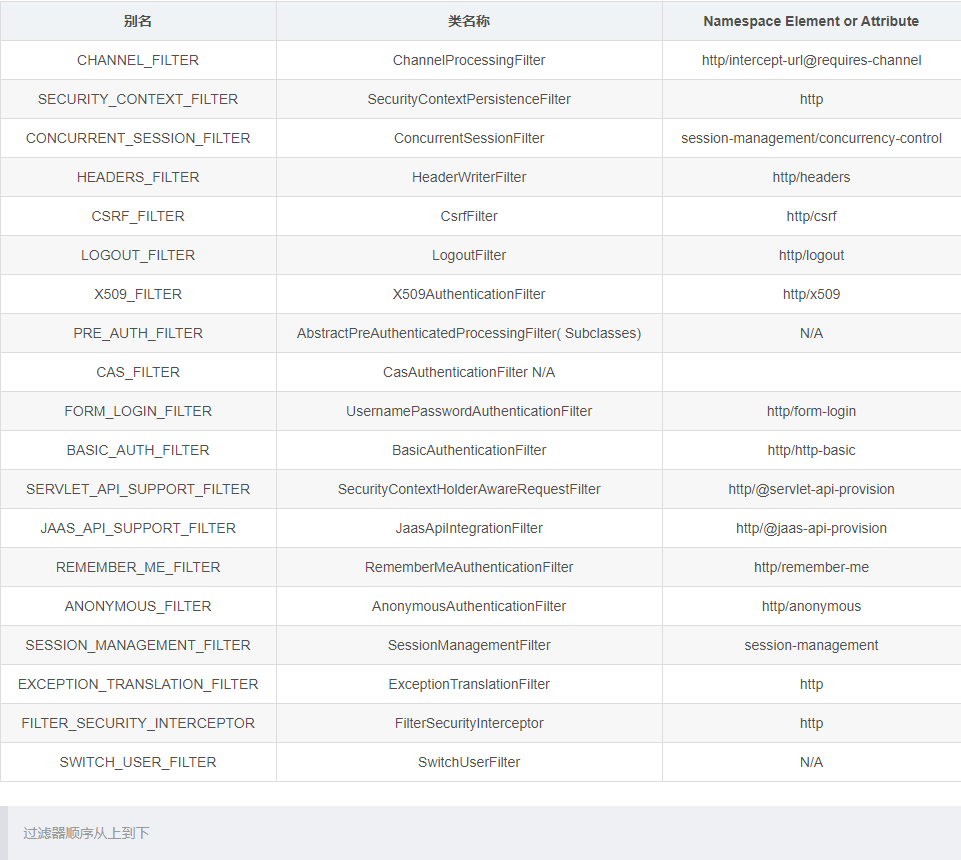 别名 类名称 Namespace Element or Attribute
CHANNEL_FILTER ChannelProcessingFilter http/intercept-url@requires-channel
SECURITY_CONTEXT_FILTER SecurityContextPersistenceFilter http
CONCURRENT_SESSION_FILTER ConcurrentSessionFilter session-management/concurrency-control
HEADERS_FILTER HeaderWriterFilter http/headers
CSRF_FILTER CsrfFilter http/csrf
LOGOUT_FILTER LogoutFilter http/logout
X509_FILTER X509AuthenticationFilter http/x509
PRE_AUTH_FILTER AbstractPreAuthenticatedProcessingFilter( Subclasses) N/A
CAS_FILTER CasAuthenticationFilter N/A
FORM_LOGIN_FILTER UsernamePasswordAuthenticationFilter http/form-login
BASIC_AUTH_FILTER BasicAuthenticationFilter http/http-basic
SERVLET_API_SUPPORT_FILTER SecurityContextHolderAwareRequestFilter http/@servlet-api-provision
JAAS_API_SUPPORT_FILTER JaasApiIntegrationFilter http/@jaas-api-provision
REMEMBER_ME_FILTER RememberMeAuthenticationFilter http/remember-me
ANONYMOUS_FILTER AnonymousAuthenticationFilter http/anonymous
SESSION_MANAGEMENT_FILTER SessionManagementFilter session-management
EXCEPTION_TRANSLATION_FILTER ExceptionTranslationFilter http
FILTER_SECURITY_INTERCEPTOR FilterSecurityInterceptor http
SWITCH_USER_FILTER SwitchUserFilter N/A
过滤器顺序从上到下